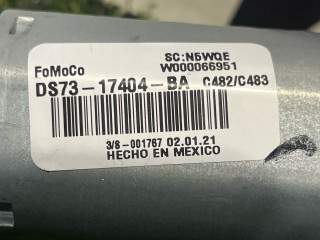 SC:N5WQE
W000066951
FoMoCo
DS73-17404-BA C482/C483
3/8-001767 02.01.21
HECHO EN MEXICO